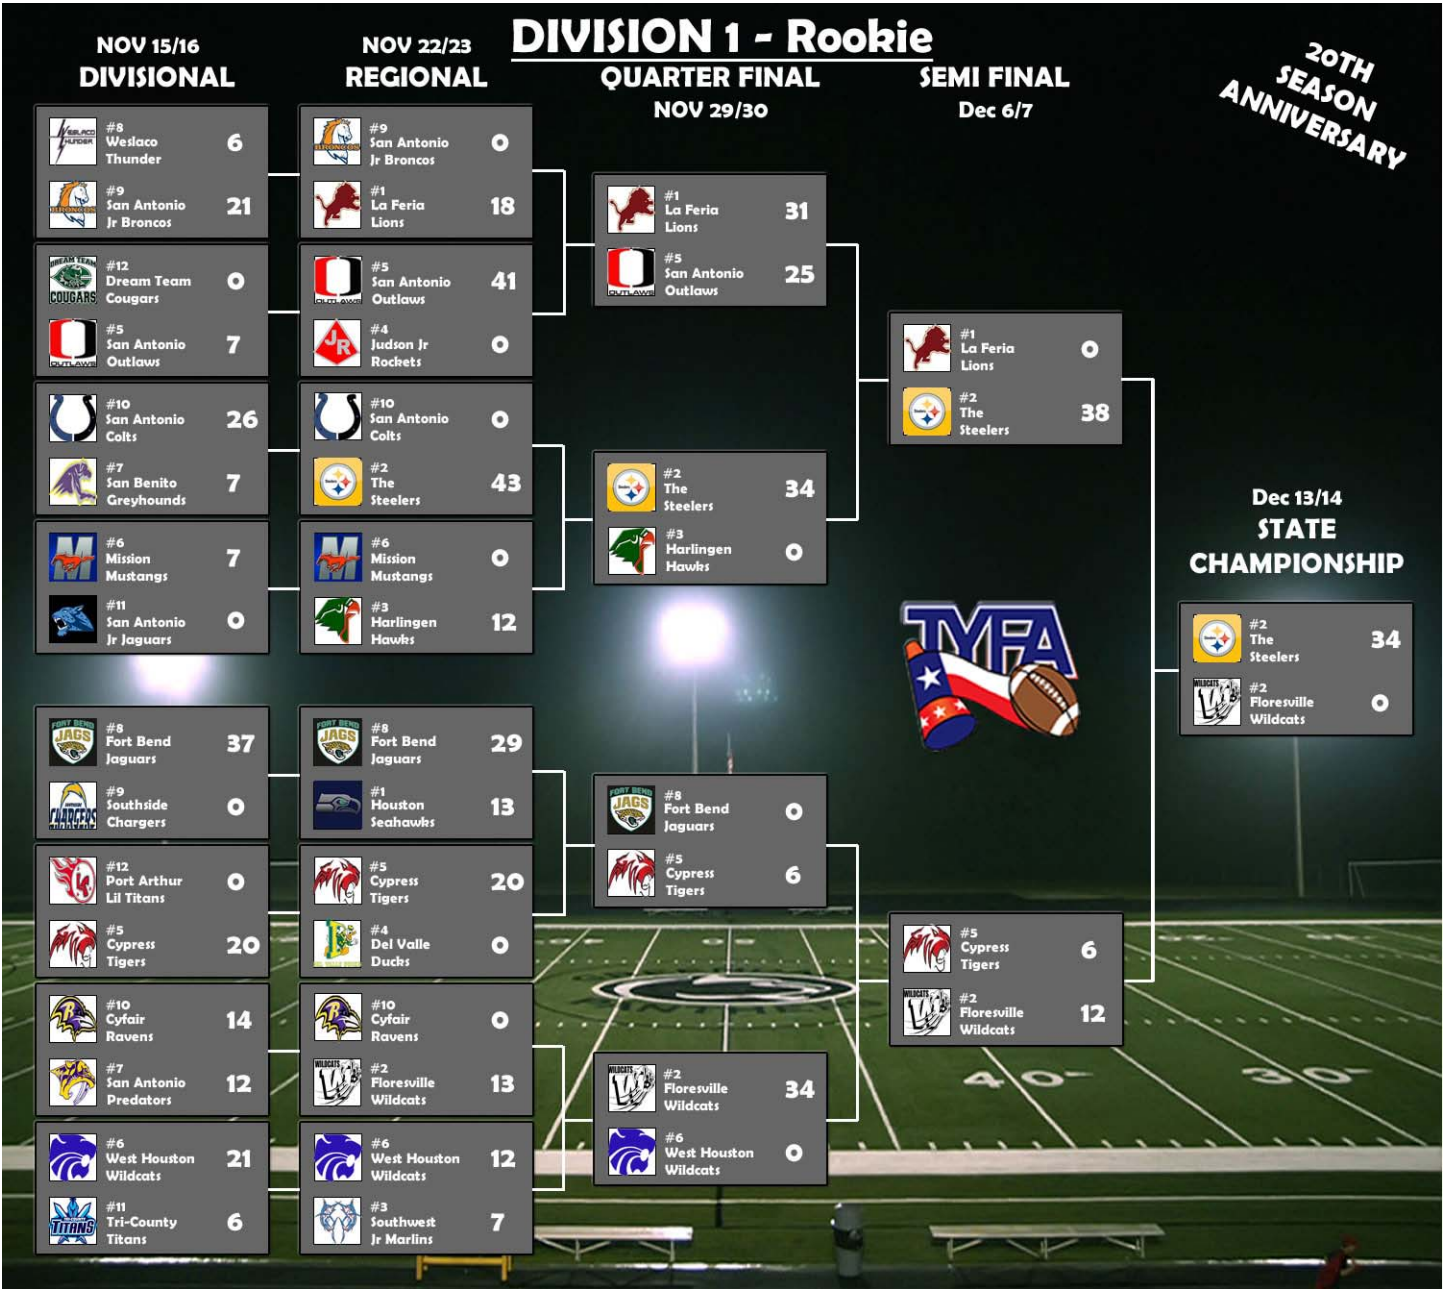 DIVISION 1 - Rookie
20TH
SEASON
ANNIVERSARY
NOV 15/16
DIVISIONAL
#8
Weslaco
Thunder
6
#9
San Antonio
Jr Broncos
21
#12
Dream Team
Cougars
0
#5
San Antonio
Outlaws
7
#10
San Antonio
Colts
26
#7
San Benito
Greyhounds
7
#6
Mission
Mustangs
7
#11
San Antonio
Jr Jaguars
0
#8
Fort Bend
Jaguars
37
#9
Southside
Chargers
0
#12
Port Arthur
Lil Titans
0
#5
Cypress
Tigers
20
#10
Cyfair
Ravens
14
#7
San Antonio
Predators
12
#6
West Houston
Wildcats
21
#11
Tri-County
Titans
6
NOV 22/23
REGIONAL
#9
San Antonio
Jr Broncos
0
#1
La Feria
Lions
18
#5
San Antonio
Outlaws
41
#4
Judson Jr
Rockets
0
#10
San Antonio
Colts
0
#2
The
Steelers
43
#6
Mission
Mustangs
0
#3
Harlingen
Hawks
12
#8
Fort Bend
Jaguars
29
#1
Houston
Seahawks
13
#5
Cypress
Tigers
20
#4
Del Valle
Ducks
0
#10
Cyfair
Ravens
0
#2
Floresville
Wildcats
13
#6
West Houston
Wildcats
12
#3
Southwest
Jr Marlins
7
QUARTER FINAL
NOV 29/30
#1
La Feria
Lions
31
#5
San Antonio
Outlaws
25
#2
The
Steelers
34
#3
Harlingen
Hawks
0
#8
Fort Bend
Jaguars
0
#5
Cypress
Tigers
6
#2
Floresville
Wildcats
34
#6
West Houston
Wildcats
0
SEMI FINAL
Dec 6/7
#1
La Feria
Lions
0
#2
The
Steelers
38
TYFA
#5
Cypress
Tigers
6
#2
Floresville
Wildcats
12
Dec 13/14
STATE
CHAMPIONSHIP
#2
The
Steelers
34
#2
Floresville
Wildcats
0
40
30